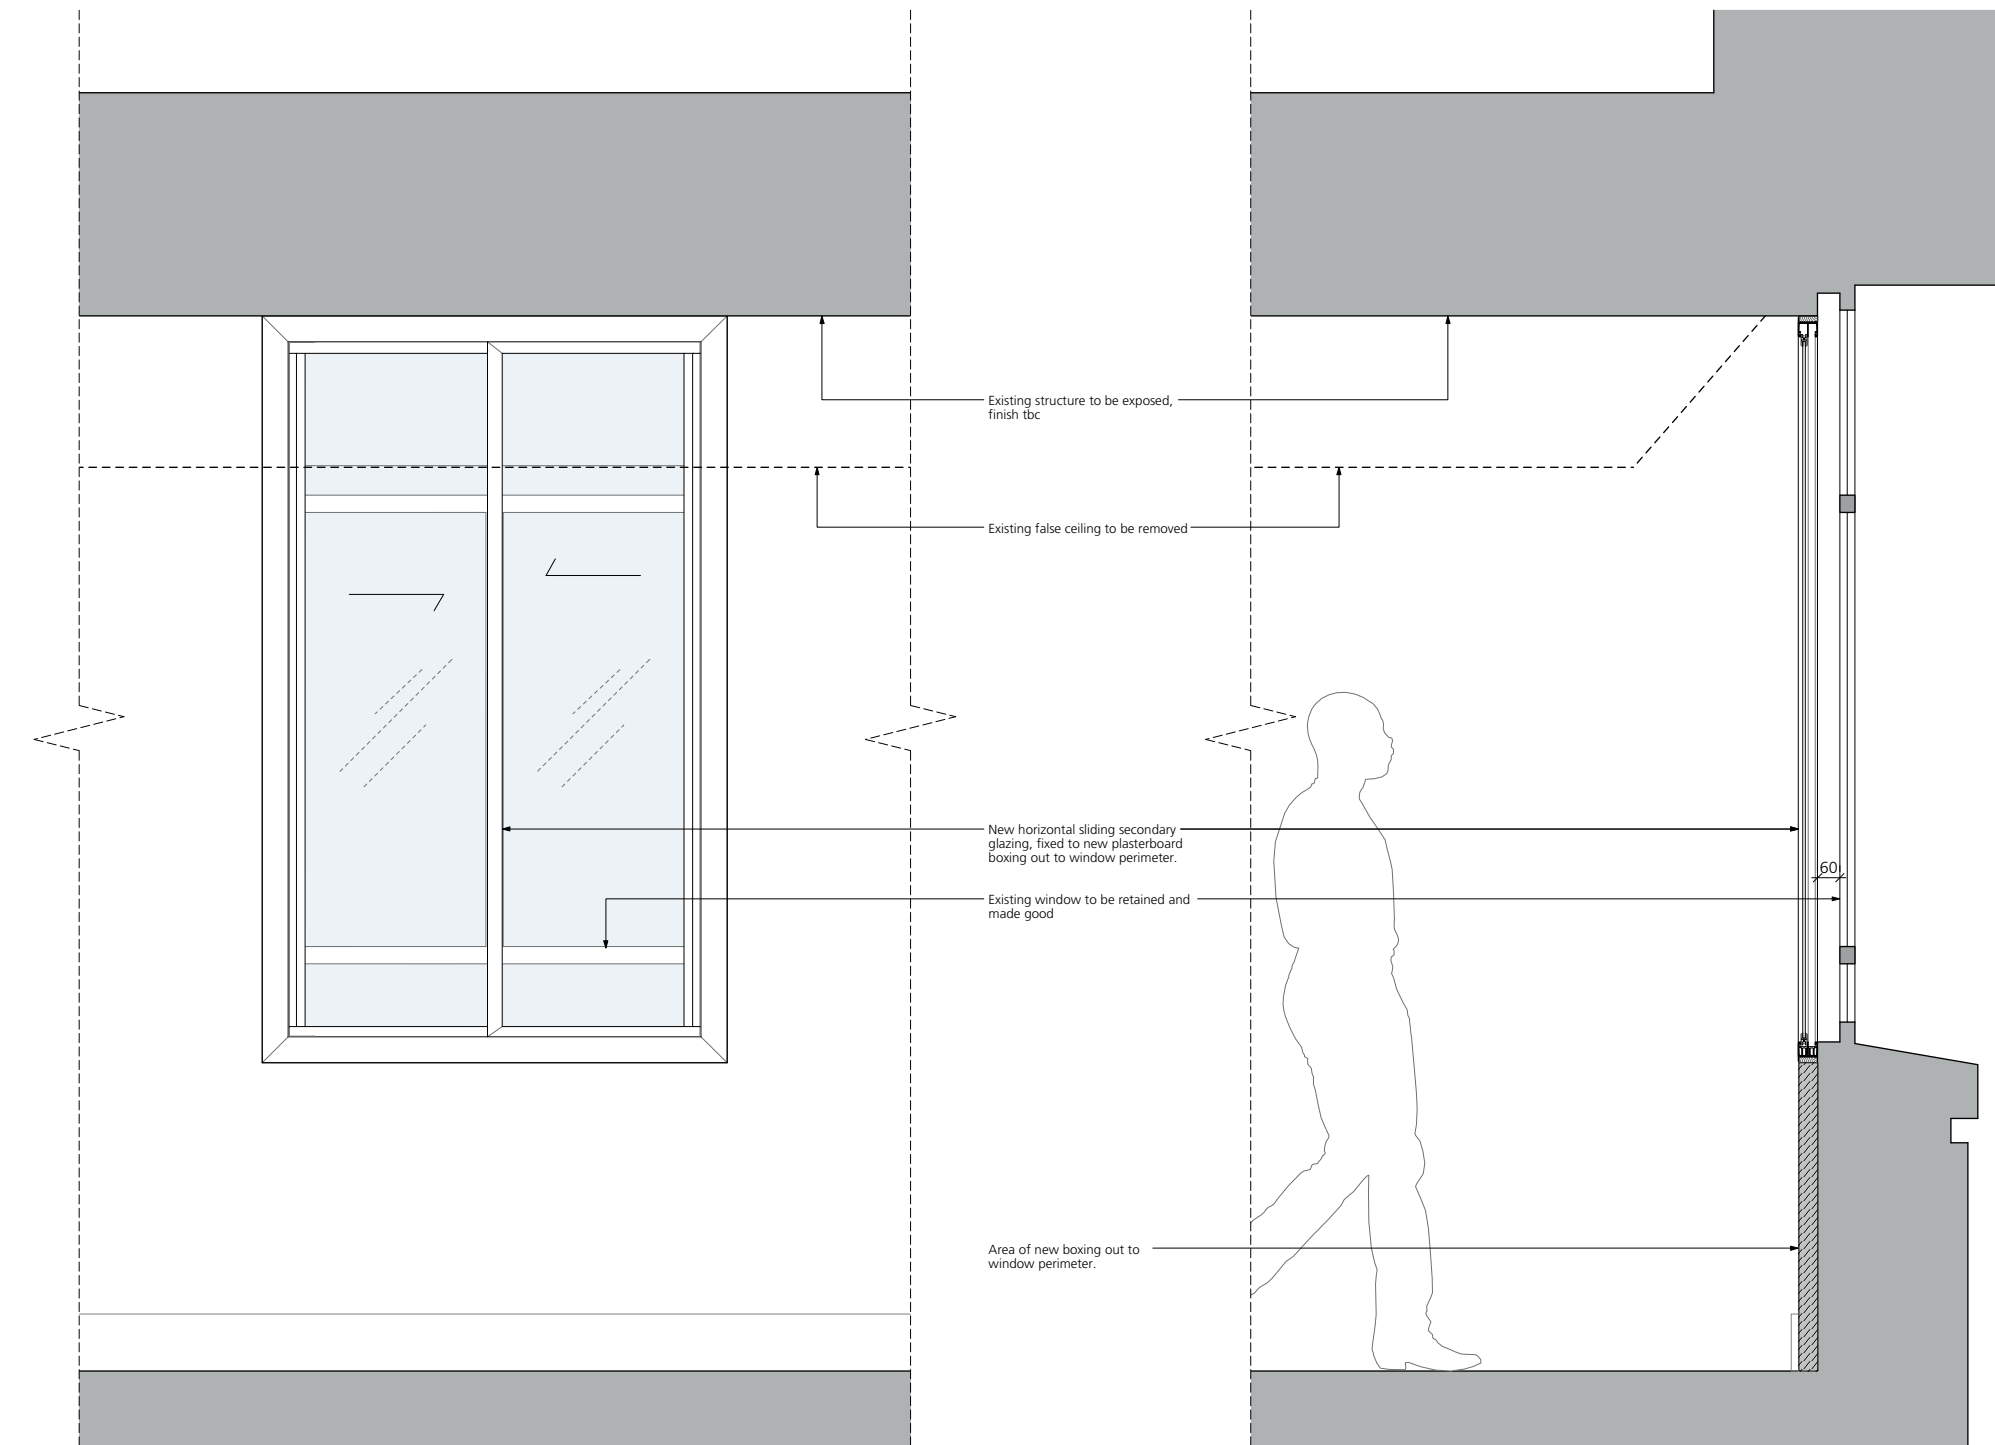 Existing structure to be exposed,
finish tbc
Existing false ceiling to be removed
New horizontal sliding secondary
glazing, fixed to new plasterboard
boxing out to window perimeter.
60
Existing window to be retained and
made good
Area of new boxing out to
window perimeter.